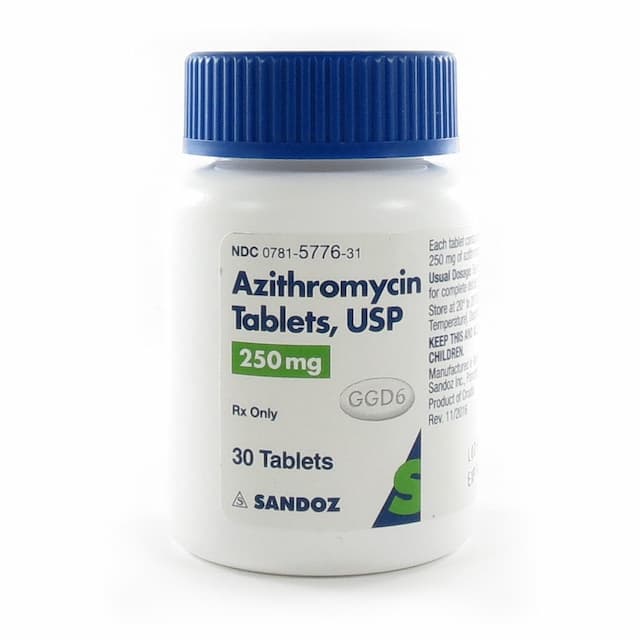 NDC 0781-5776-31
Azithromycin
Tablets, USP
250 mg
GGD6
Rx Only
30 Tablets
S SANDOZ
S
Each tablet
250 mg of
Usual Dosage:
for complete
Store at 20° to
Temperature).
KEEP THIS AND
CHILDREN.
Manufactured
Sandoz Inc.,
Product of
Rev. 11/2016